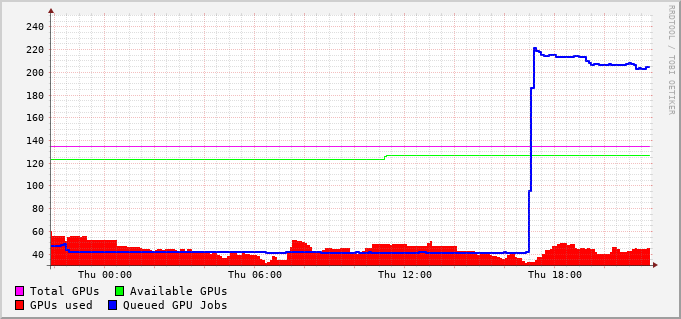 240
220
200
180
160
140
120
100
80
60
40
Thu 00:00 Thu 06:00 Thu 12:00 Thu 18:00
Total GPUs Available GPUs
GPUs used Queued GPU Jobs
RRDTOOL / TOBI OETIKER